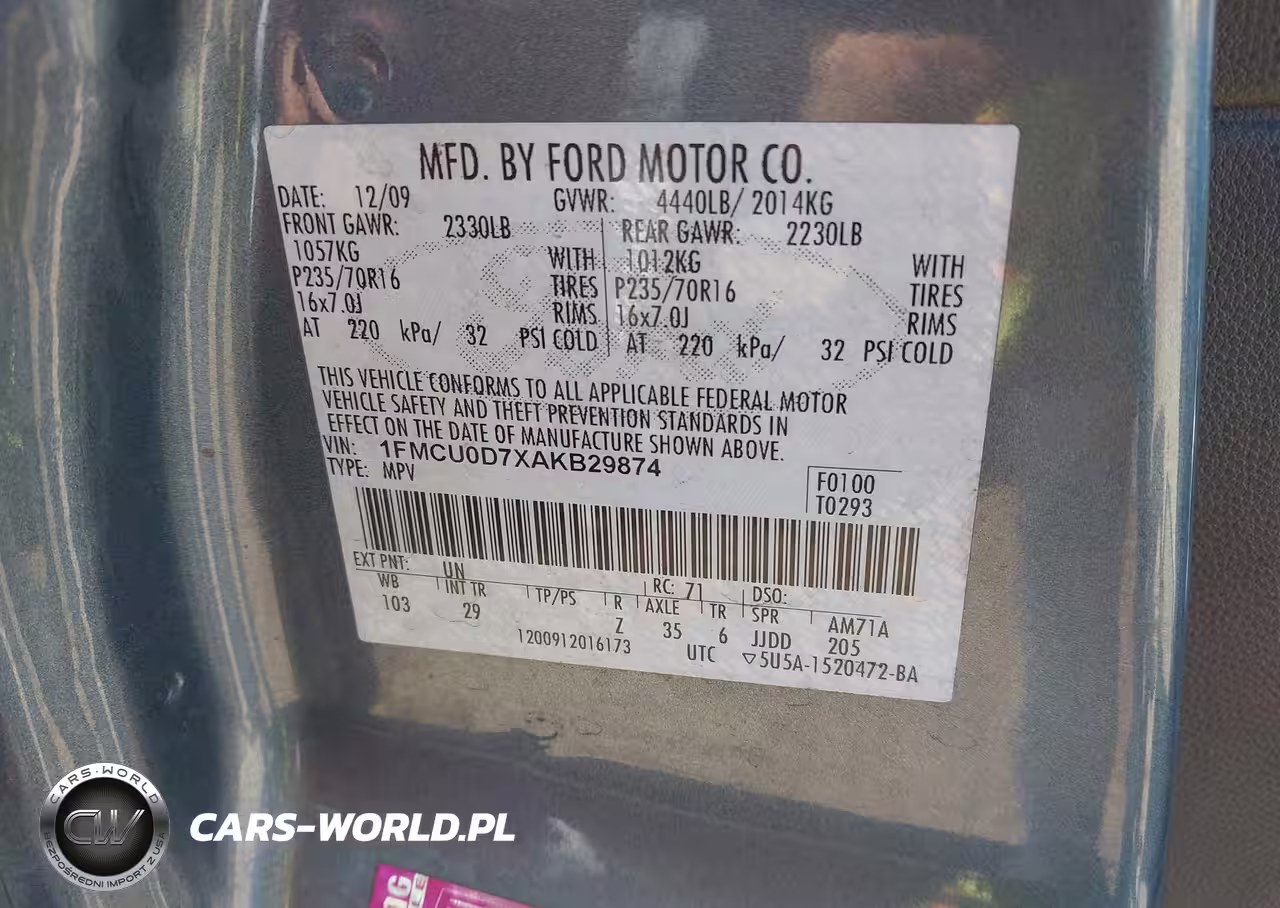 MFD. BY FORD MOTOR CO.
DATE: 12/09 GVWR: 4440LB/ 2014KG
FRONT GAWR: 2330LB REAR GAWR: 2230LB
1057KG WITH 1012KG WITH
P235/70R16 TIRES P235/70R16 TIRES
16x7.0J RIMS 16x7.0J RIMS
AT 220 kPa/ 32 PSI COLD AT 220 kPa/ 32 PSI COLD
THIS VEHICLE CONFORMS TO ALL APPLICABLE FEDERAL MOTOR
VEHICLE SAFETY AND THEFT PREVENTION STANDARDS IN
EFFECT ON THE DATE OF MANUFACTURE SHOWN ABOVE.
VIN: 1FMCU0D7XAKB29874
TYPE: MPV
F0100
T0293
EXT PNT: UN RC: 71 DSO:
WB INT TR TP/PS R AXLE TR SPR AM71A
103 29 Z 35 6 JJDD 205
1200912016173 UTC ▽5U5A-1520472-BA
CARS-WORLD
CW
BEZPOŚREDNI IMPORT Z USA
CARS-WORLD.PL